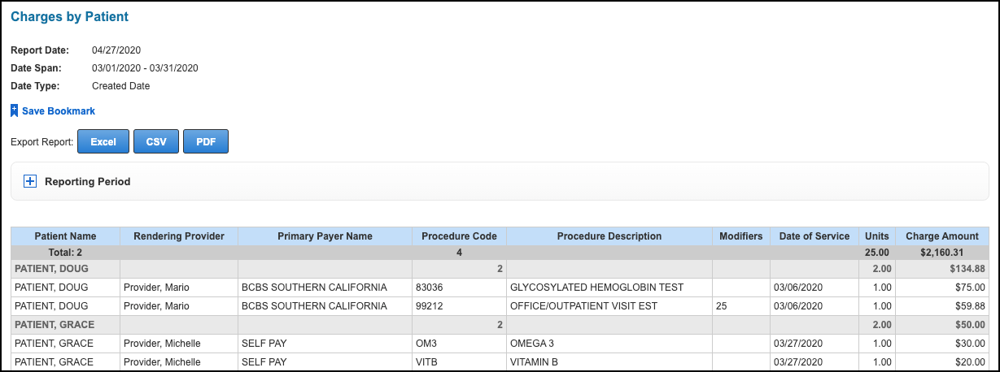 Charges by Patient
Report Date: 04/27/2020
Date Span: 03/01/2020 - 03/31/2020
Date Type: Created Date
Save Bookmark
Export Report: Excel CSV PDF
Reporting Period
Patient Name Rendering Provider Primary Payer Name Procedure Code Procedure Description Modifiers Date of Service Units Charge Amount
Total: 2 4 25.00 $2,160.31
PATIENT, DOUG 2 2.00 $134.88
PATIENT, DOUG Provider, Mario BCBS SOUTHERN CALIFORNIA 83036 GLYCOSYLATED HEMOGLOBIN TEST 03/06/2020 1.00 $75.00
PATIENT, DOUG Provider, Mario BCBS SOUTHERN CALIFORNIA 99212 OFFICE/OUTPATIENT VISIT EST 25 03/06/2020 1.00 $59.88
PATIENT, GRACE 2 2.00 $50.00
PATIENT, GRACE Provider, Michelle SELF PAY OM3 OMEGA 3 03/27/2020 1.00 $30.00
PATIENT, GRACE Provider, Michelle SELF PAY VITB VITAMIN B 03/27/2020 1.00 $20.00